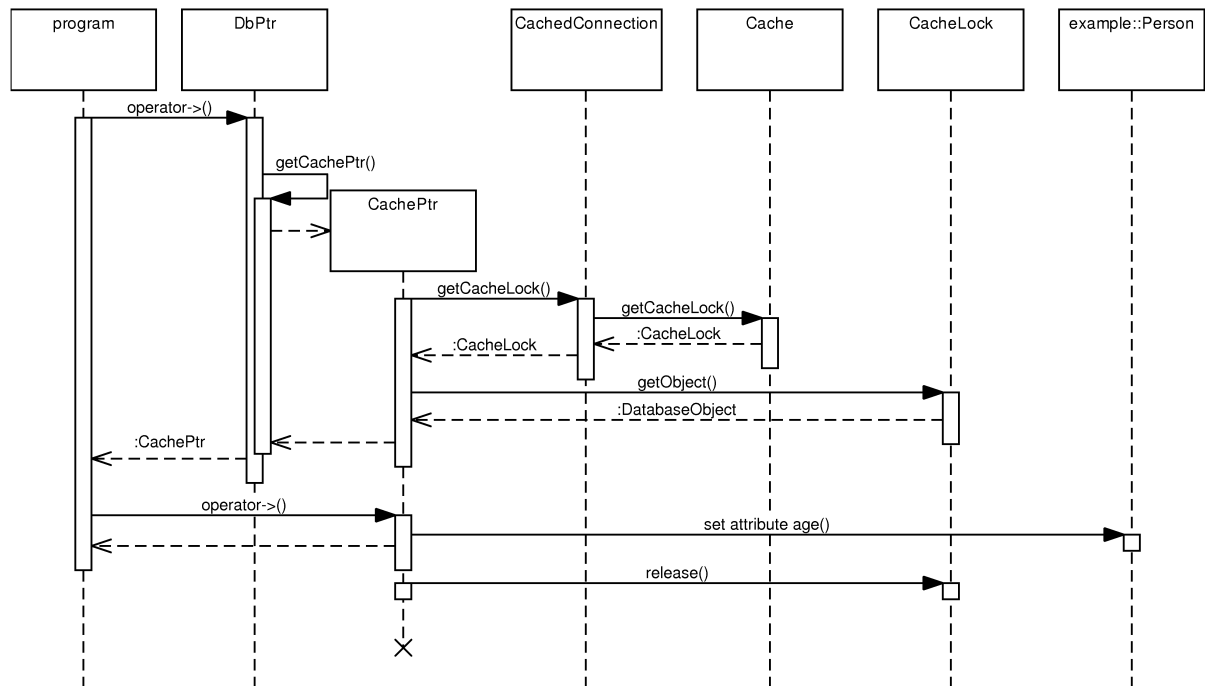 program
DbPtr
CachedConnection
Cache
CacheLock
example::Person
operator->()
getCachePtr()
CachePtr
getCacheLock()
getCacheLock()
:CacheLock
:CacheLock
getObject()
:DatabaseObject
:CachePtr
operator->()
set attribute age()
release()